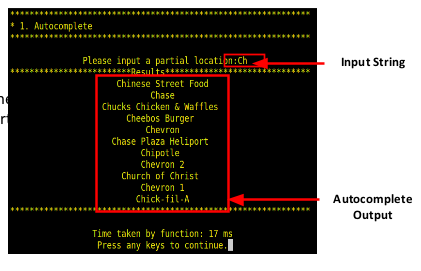 **************************************************************
* 1. Autocomplete
**************************************************************
Please input a partial location:Ch
*************************Results******************************
Chinese Street Food
Chase
Chucks Chicken & Waffles
Cheebos Burger
Chevron
Chase Plaza Heliport
Chipotle
Chevron 2
Church of Christ
Chevron 1
Chick-fil-A
**************************************************************
Time taken by function: 17 ms
Press any keys to continue.
Input String
Autocomplete
Output